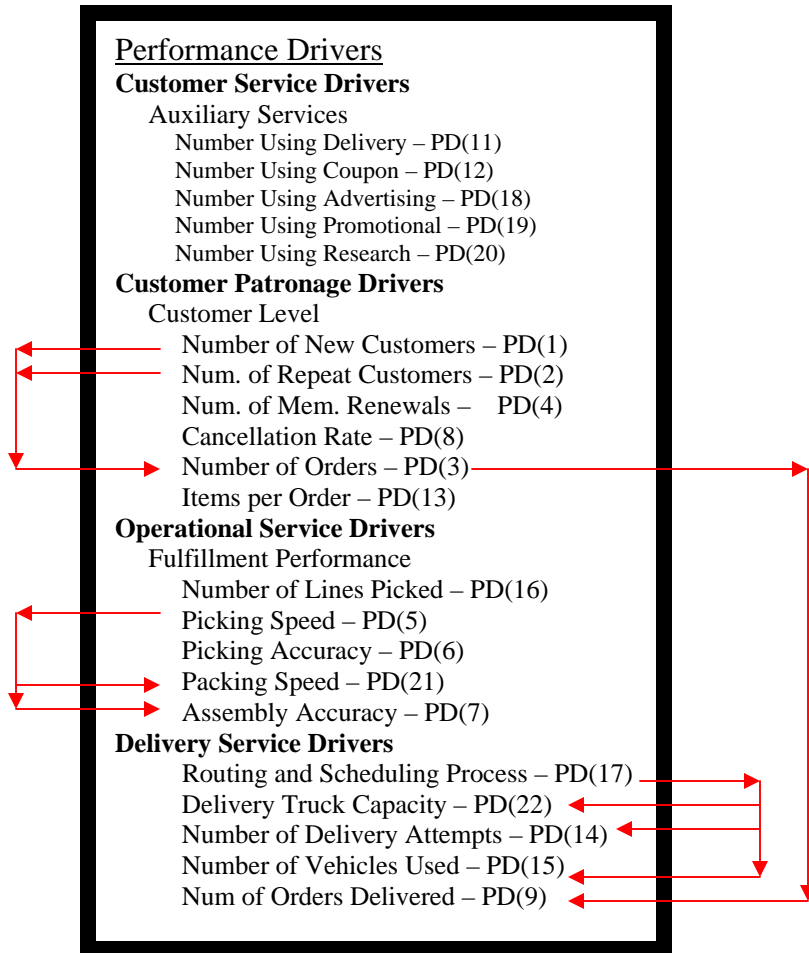 Performance Drivers
Customer Service Drivers
Auxiliary Services
Number Using Delivery – PD(11)
Number Using Coupon – PD(12)
Number Using Advertising – PD(18)
Number Using Promotional – PD(19)
Number Using Research – PD(20)
Customer Patronage Drivers
Customer Level
Number of New Customers – PD(1)
Num. of Repeat Customers – PD(2)
Num. of Mem. Renewals – PD(4)
Cancellation Rate – PD(8)
Number of Orders – PD(3)
Items per Order – PD(13)
Operational Service Drivers
Fulfillment Performance
Number of Lines Picked – PD(16)
Picking Speed – PD(5)
Picking Accuracy – PD(6)
Packing Speed – PD(21)
Assembly Accuracy – PD(7)
Delivery Service Drivers
Routing and Scheduling Process – PD(17)
Delivery Truck Capacity – PD(22)
Number of Delivery Attempts – PD(14)
Number of Vehicles Used – PD(15)
Num of Orders Delivered – PD(9)